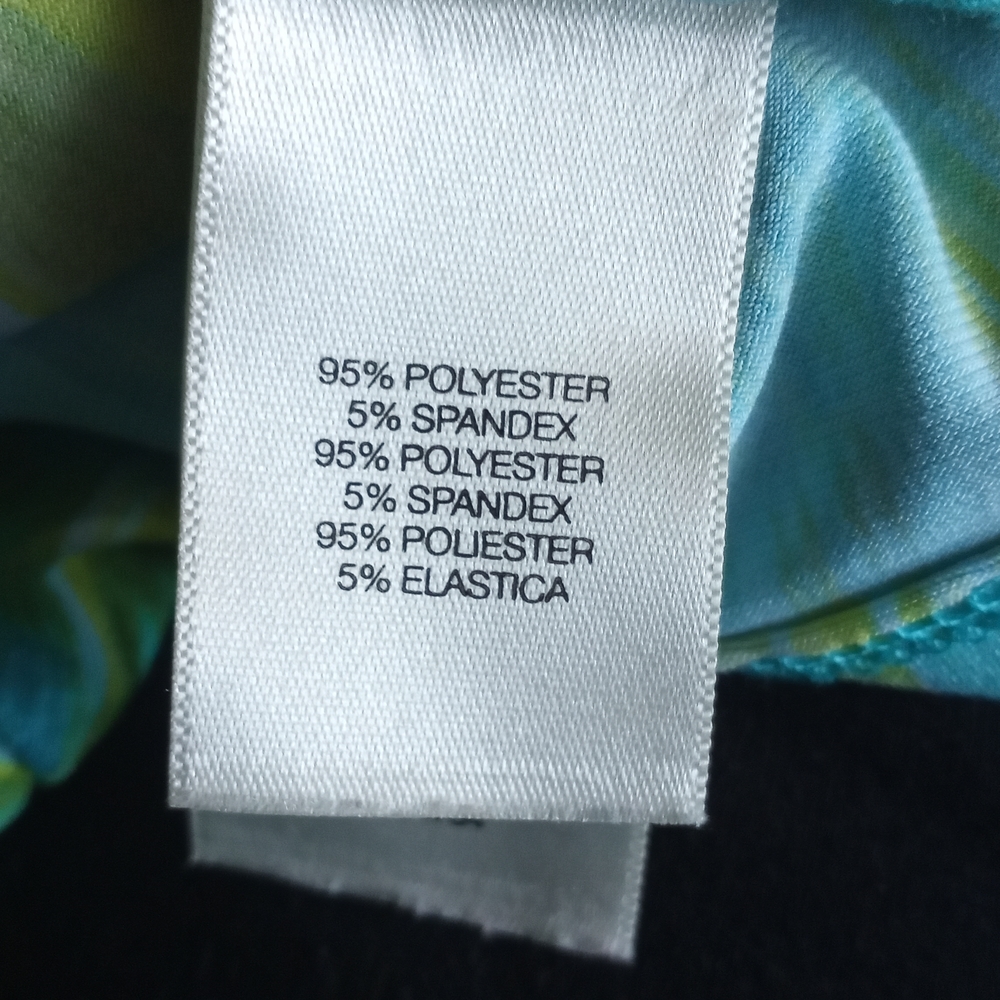 95% POLYESTER
5% SPANDEX
95% POLYESTER
5% SPANDEX
95% POLIESTER
5% ELASTICA